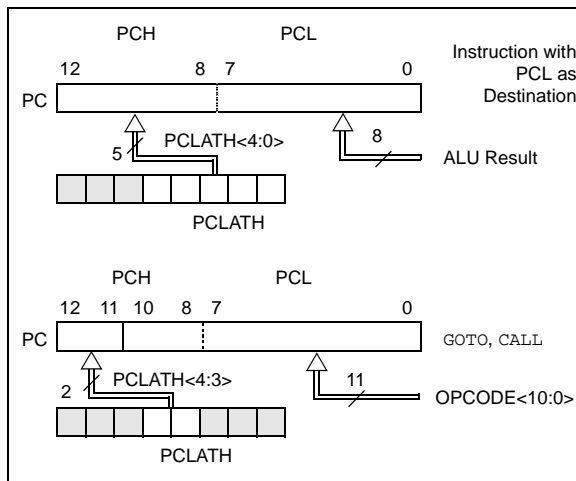 PCH PCL
Instruction with
PCL as
Destination
12 8 7 0
PC
5 PCLATH<4:0>
8
ALU Result
PCLATH
PCH PCL
12 11 10 8 7 0
PC GOTO, CALL
2 PCLATH<4:3>
11
OPCODE<10:0>
PCLATH